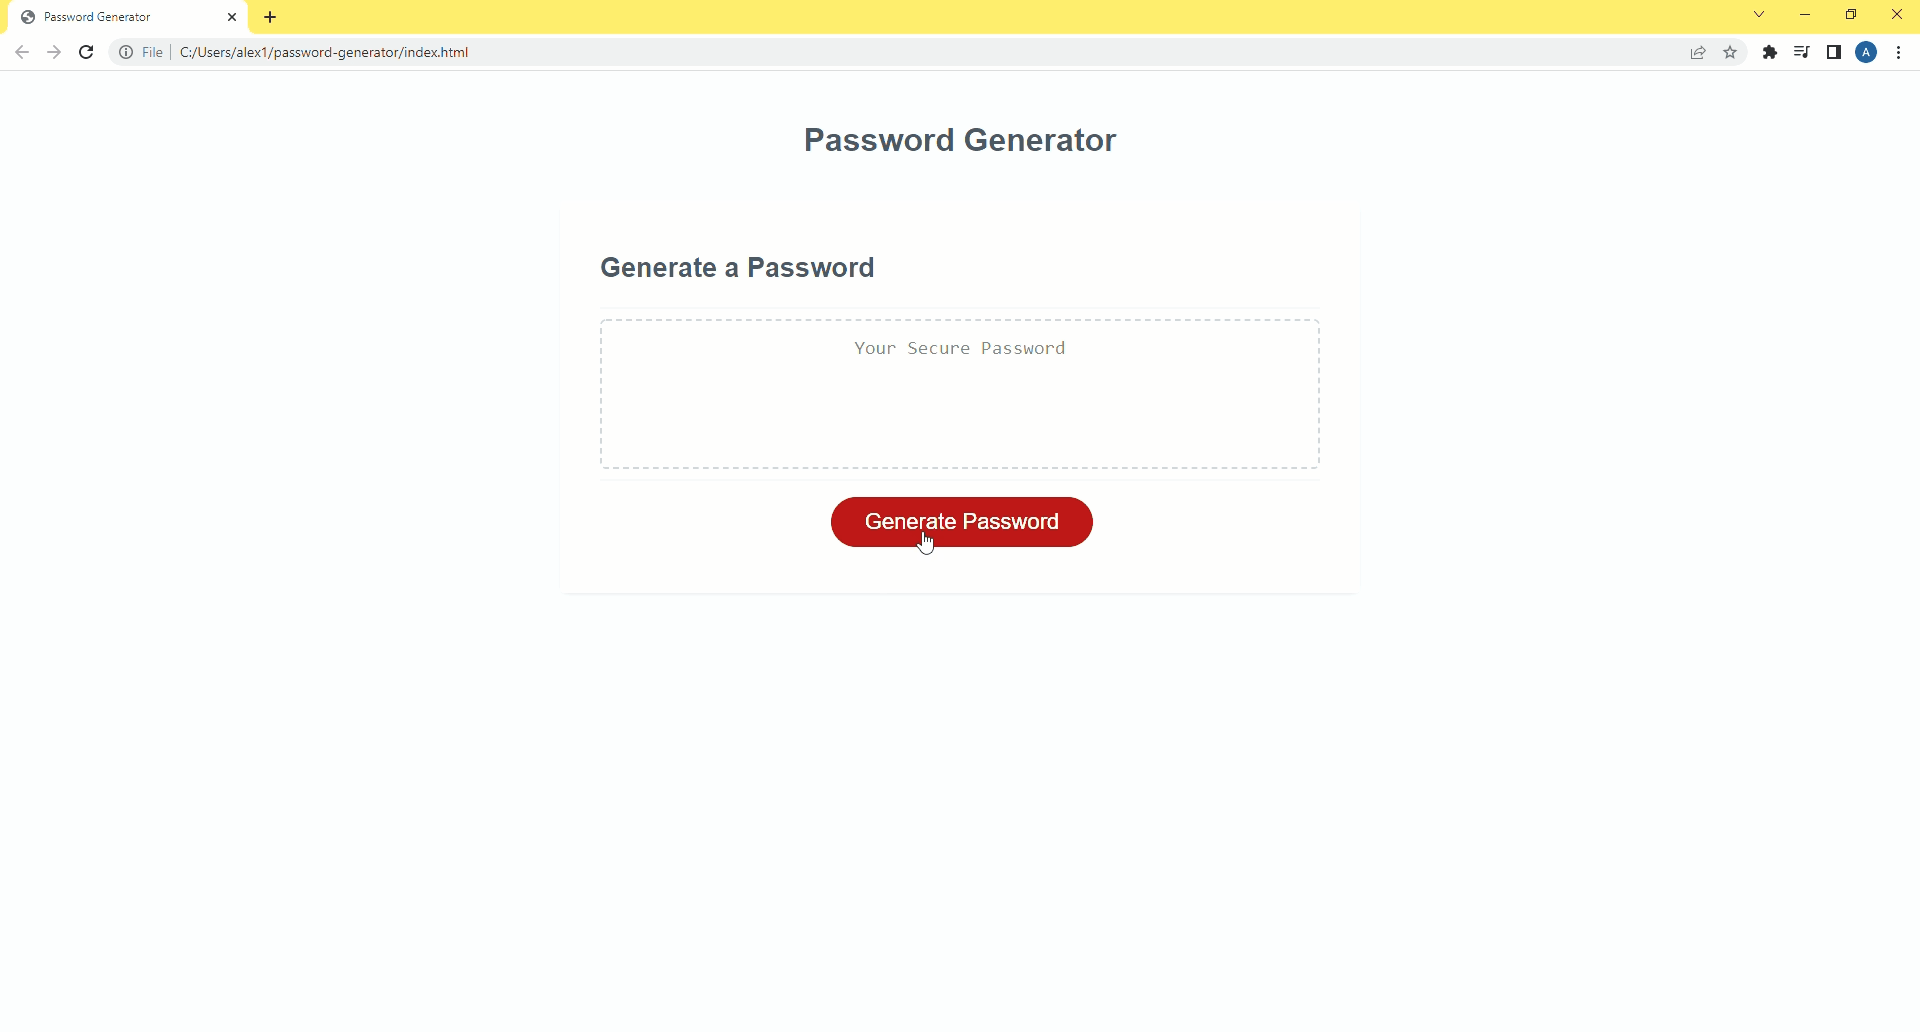 Password Generator
File
C:/Users/alex1/password-generator/index.html
A
Password Generator
Generate a Password
Your Secure Password
Generate Password